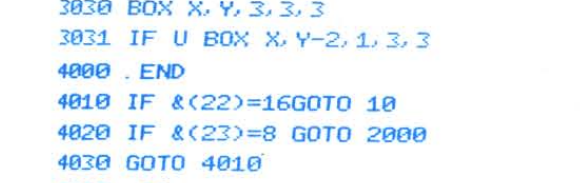 3030 BOX X,Y,3,3,3
3031 IF U BOX X,Y-2,1,3,3
4000 .END
4010 IF &(22)=16GOTO 10
4020 IF &(23)=8 GOTO 2000
4030 GOTO 4010